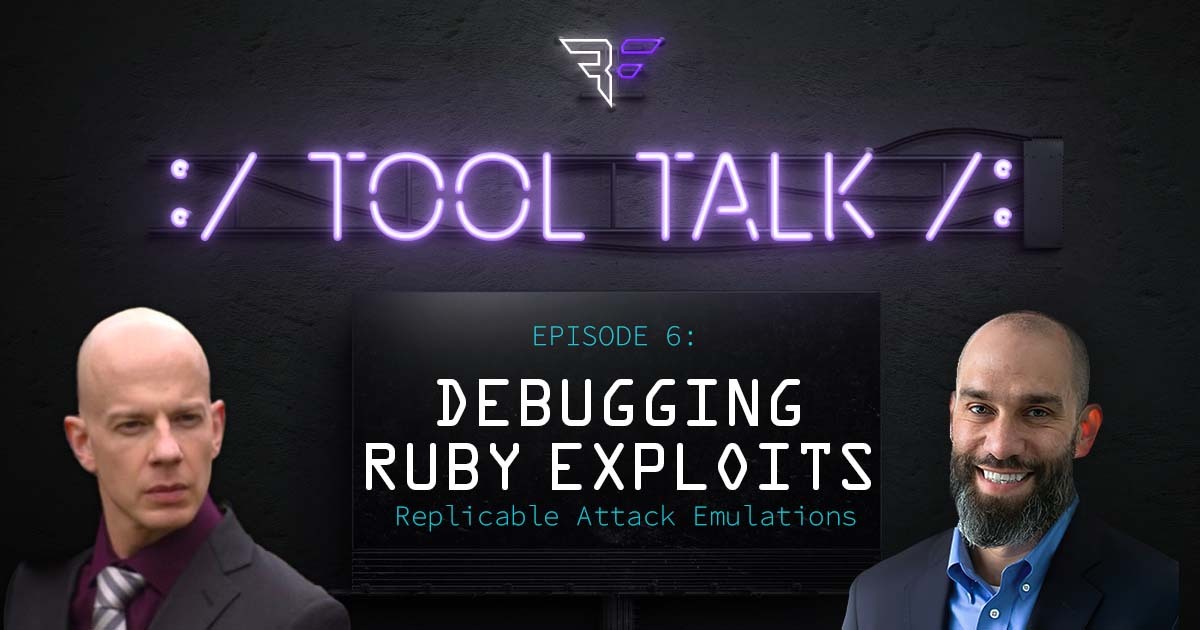 :/ TOOL TALK /:
EPISODE 6:
DEBUGGING
RUBY EXPLOITS
Replicable Attack Emulations